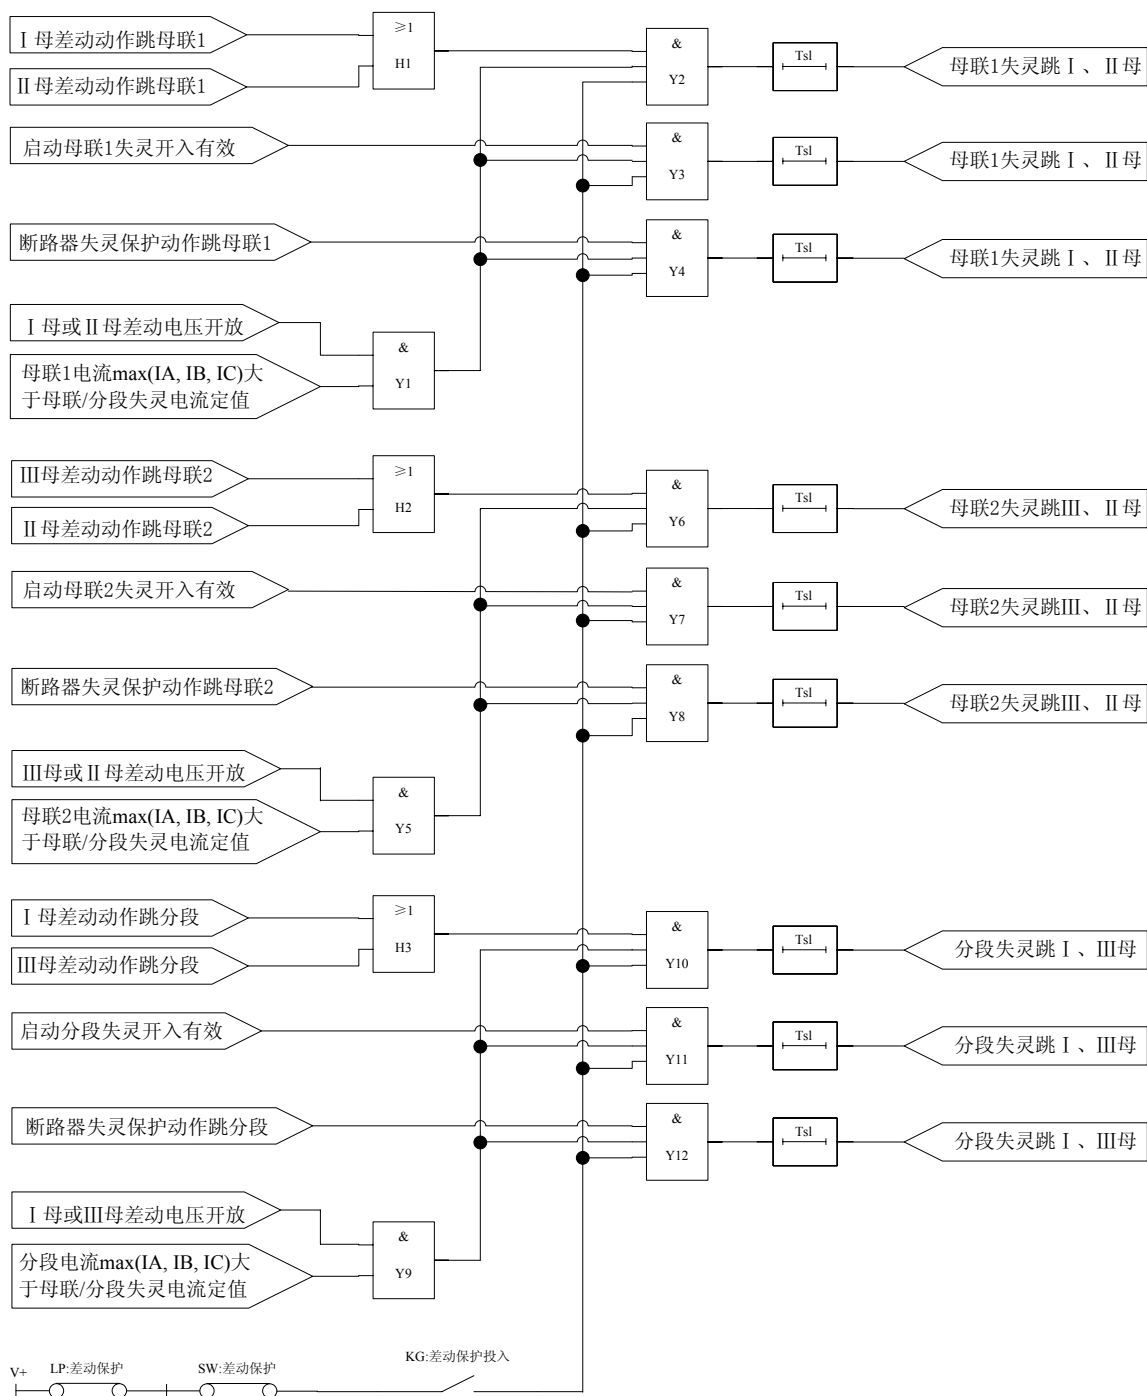 Ⅰ母差动动作跳母联1
Ⅱ母差动动作跳母联1
≥1
H1
&
Y2
Tsl
母联1失灵跳Ⅰ、Ⅱ母
启动母联1失灵开入有效
&
Y3
Tsl
母联1失灵跳Ⅰ、Ⅱ母
断路器失灵保护动作跳母联1
&
Y4
Tsl
母联1失灵跳Ⅰ、Ⅱ母
Ⅰ母或Ⅱ母差动电压开放
母联1电流max(IA, IB, IC)大
于母联/分段失灵电流定值
&
Y1
Ⅲ母差动动作跳母联2
Ⅱ母差动动作跳母联2
≥1
H2
&
Y6
Tsl
母联2失灵跳Ⅲ、Ⅱ母
启动母联2失灵开入有效
&
Y7
Tsl
母联2失灵跳Ⅲ、Ⅱ母
断路器失灵保护动作跳母联2
&
Y8
Tsl
母联2失灵跳Ⅲ、Ⅱ母
Ⅲ母或Ⅱ母差动电压开放
母联2电流max(IA, IB, IC)大
于母联/分段失灵电流定值
&
Y5
Ⅰ母差动动作跳分段
Ⅲ母差动动作跳分段
≥1
H3
&
Y10
Tsl
分段失灵跳Ⅰ、Ⅲ母
启动分段失灵开入有效
&
Y11
Tsl
分段失灵跳Ⅰ、Ⅲ母
断路器失灵保护动作跳分段
&
Y12
Tsl
分段失灵跳Ⅰ、Ⅲ母
Ⅰ母或Ⅲ母差动电压开放
分段电流max(IA, IB, IC)大
于母联/分段失灵电流定值
&
Y9
V+
LP:差动保护
SW:差动保护
KG:差动保护投入